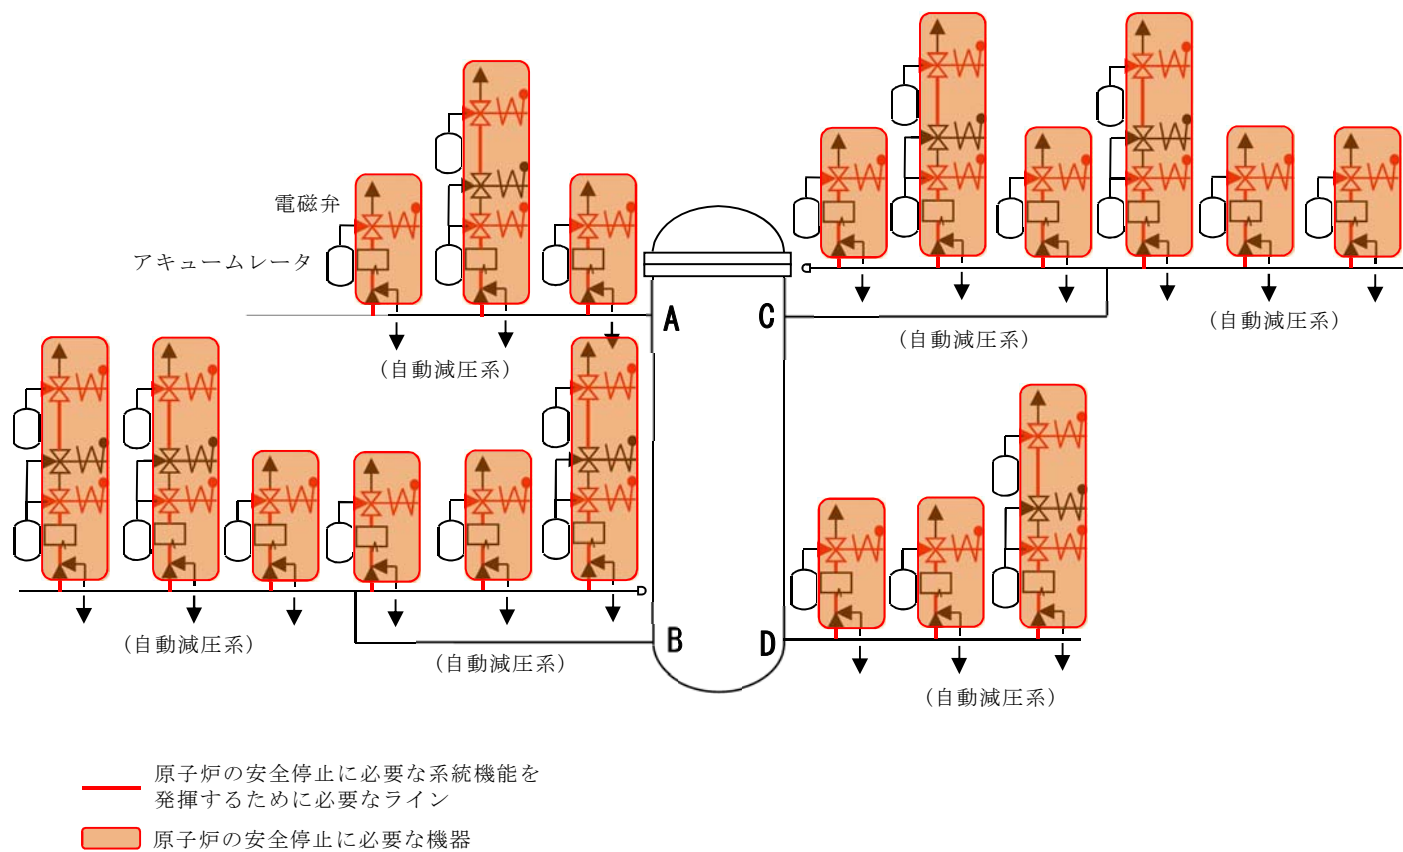 電磁弁
アキュームレータ
A
C
(自動減圧系)
(自動減圧系)
(自動減圧系)
B
D
(自動減圧系)
(自動減圧系)
(自動減圧系)
原子炉の安全停止に必要な系統機能を
発揮するために必要なライン
原子炉の安全停止に必要な機器